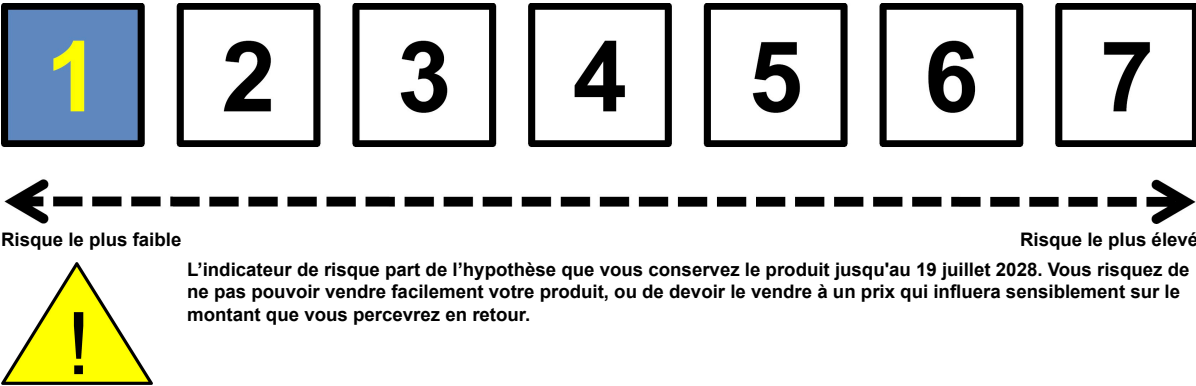 1 2 3 4 5 6 7
Risque le plus faible Risque le plus élevé
L’indicateur de risque part de l’hypothèse que vous conservez le produit jusqu'au 19 juillet 2028. Vous risquez de
ne pas pouvoir vendre facilement votre produit, ou de devoir le vendre à un prix qui influera sensiblement sur le
montant que vous percevrez en retour.
!